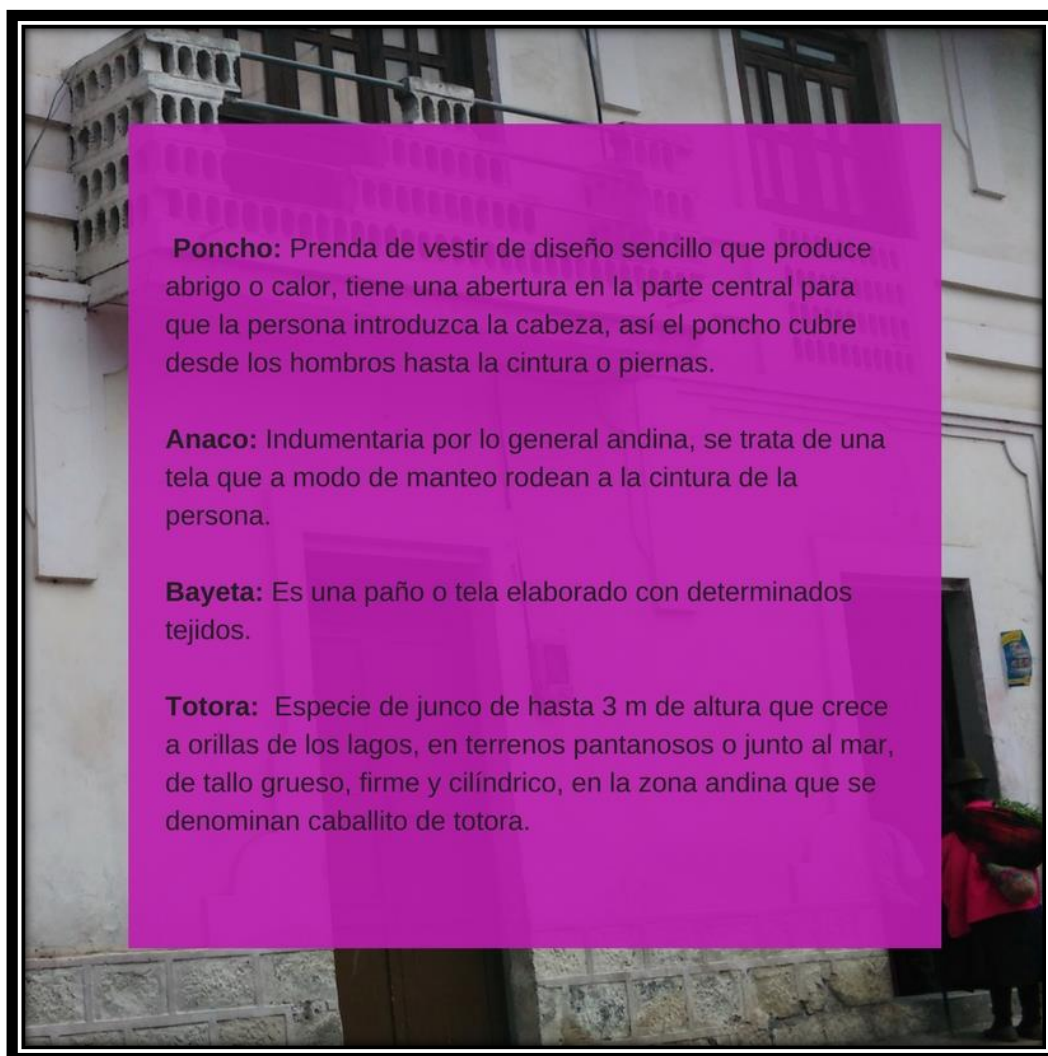 Poncho: Prenda de vestir de diseño sencillo que produce
abrigo o calor, tiene una abertura en la parte central para
que la persona introduzca la cabeza, así el poncho cubre
desde los hombros hasta la cintura o piernas.
Anaco: Indumentaria por lo general andina, se trata de una
tela que a modo de manteo rodean a la cintura de la
persona.
Bayeta: Es una paño o tela elaborado con determinados
tejidos.
Totora: Especie de junco de hasta 3 m de altura que crece
a orillas de los lagos, en terrenos pantanosos o junto al mar,
de tallo grueso, firme y cilíndrico, en la zona andina que se
denominan caballito de totora.